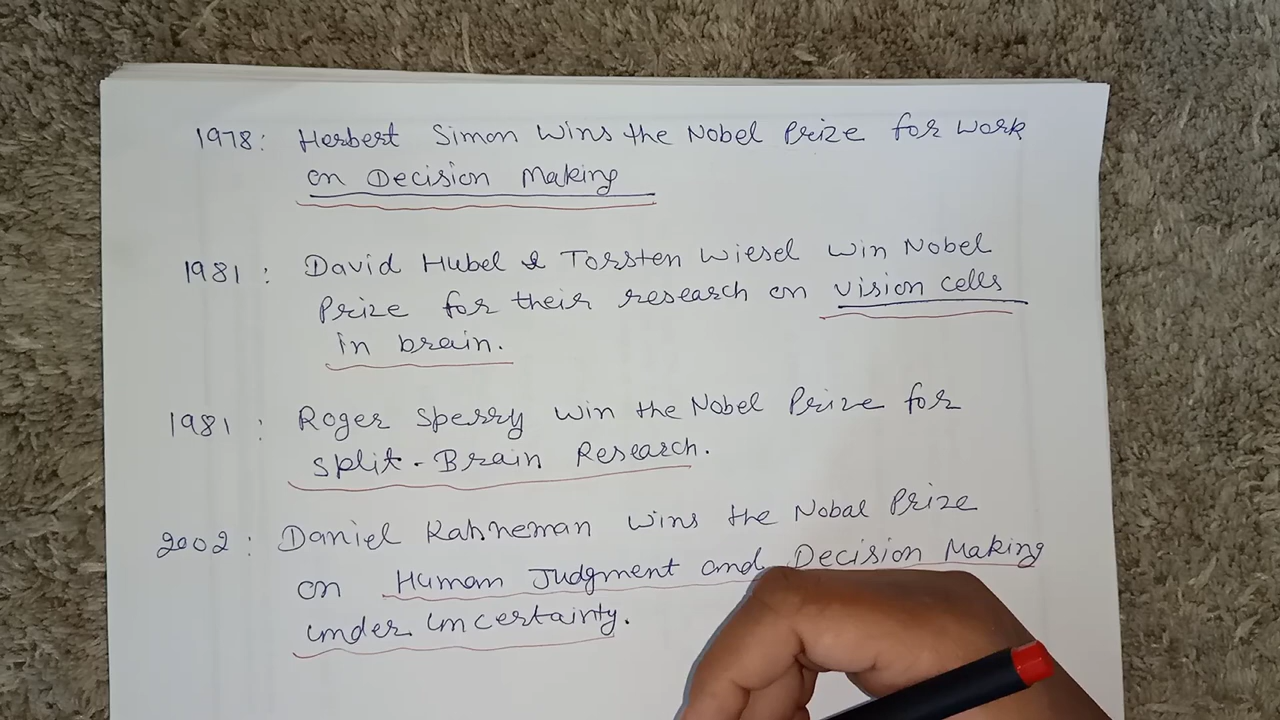 1978: Herbert Simon Wins the Nobel Prize for Work
on Decision Making
1981: David Hubel & Torsten Wiesel Win Nobel
Prize for their research on vision cells
in brain.
1981: Roger Sperry Win the Nobel Prize for
Split-Brain Research.
2002: Daniel Kahneman Wins the Nobal Prize
on Human Judgment and Decision Making
under uncertainty.